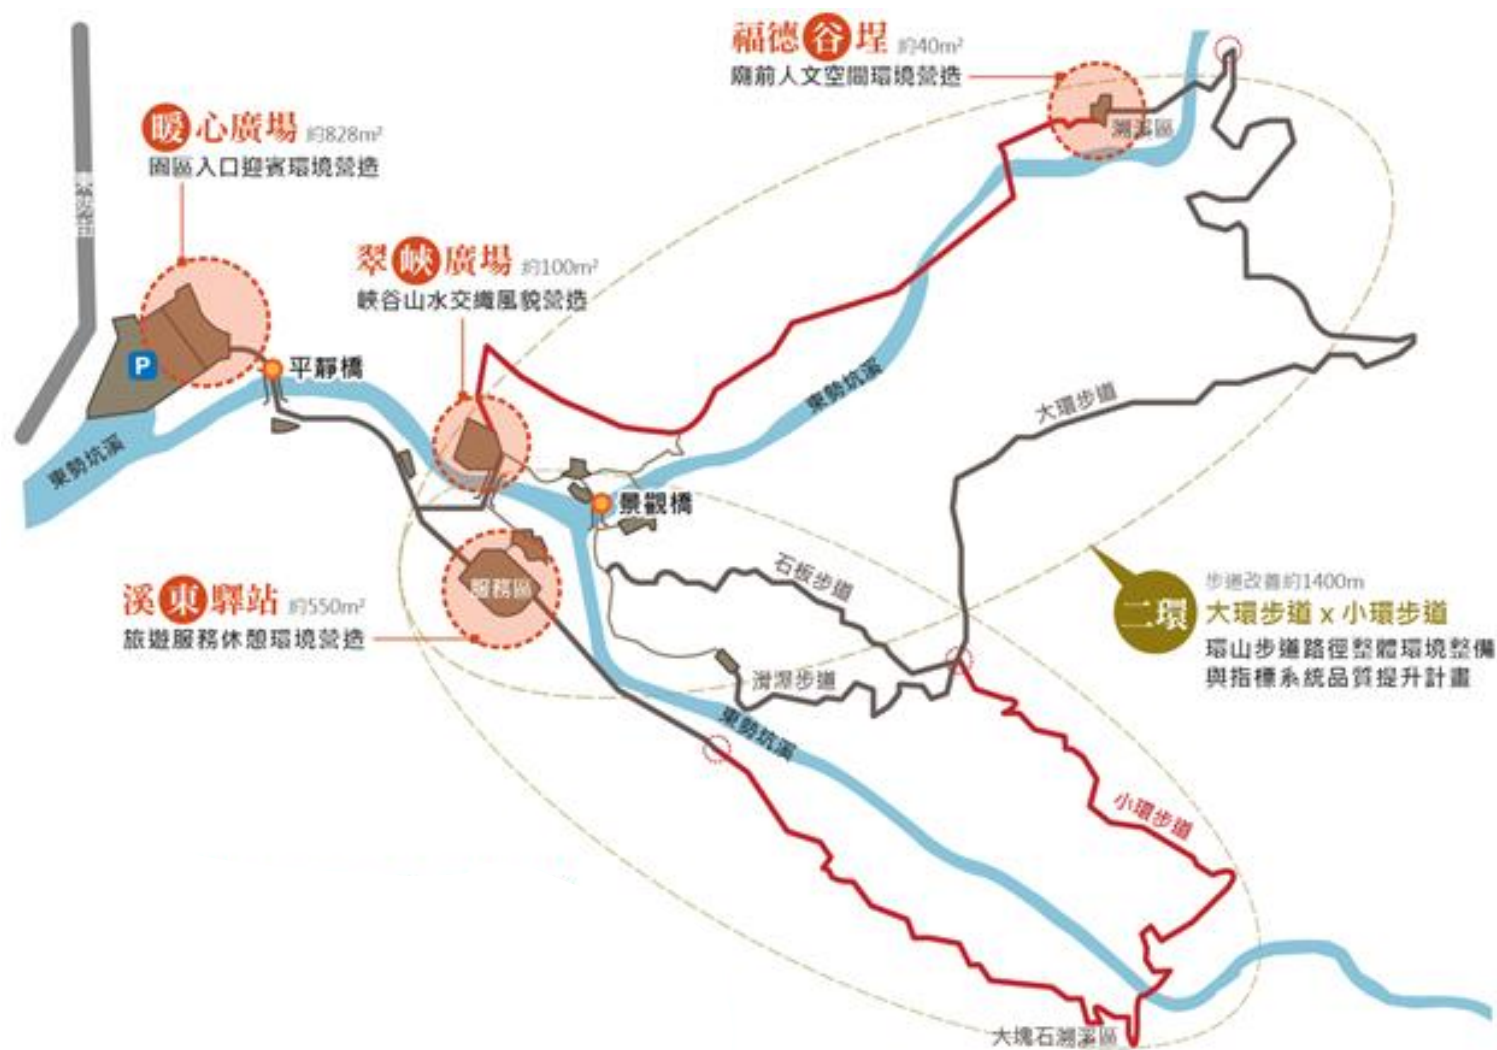 福德谷埕 約40m²
廟前人文空間環境營造
溯溪區
暖心廣場 約828m²
園區入口迎賓環境營造
翠峽廣場 約100m²
峽谷山水交織風貌營造
P
平靜橋
東勢坑溪
東勢坑溪
大環步道
景觀橋
石板步道
服務區
溪東驛站 約550m²
旅遊服務休憩環境營造
滑溜步道
東勢坑溪
二環
步道改善約1400m
大環步道 x 小環步道
環山步道路徑整體環境整備
與指標系統品質提升計畫
小環步道
大塊石溯溪區